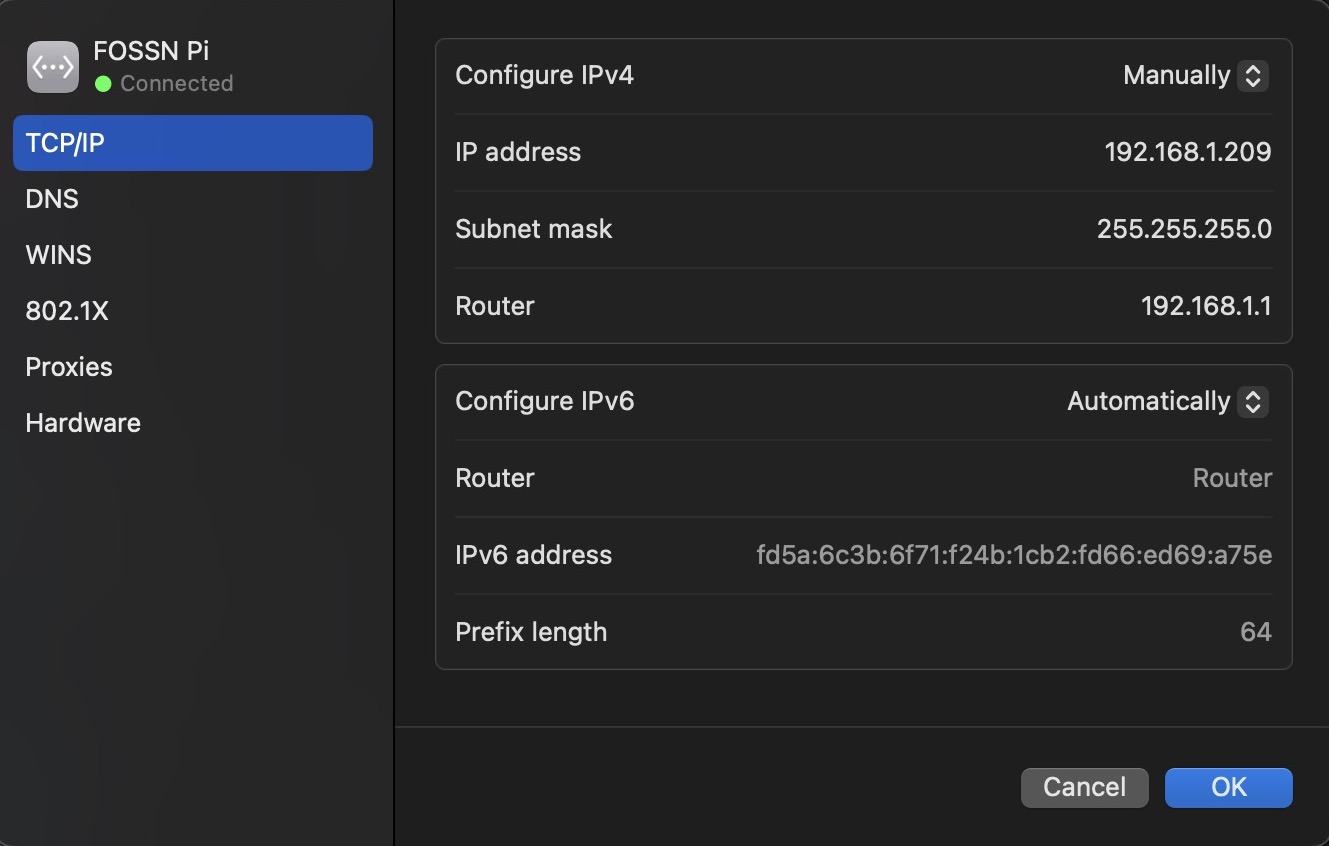 FOSSN Pi
Connected
TCP/IP
DNS
WINS
802.1X
Proxies
Hardware
Configure IPv4 Manually
IP address 192.168.1.209
Subnet mask 255.255.255.0
Router 192.168.1.1
Configure IPv6 Automatically
Router Router
IPv6 address fd5a:6c3b:6f71:f24b:1cb2:fd66:ed69:a75e
Prefix length 64
Cancel OK